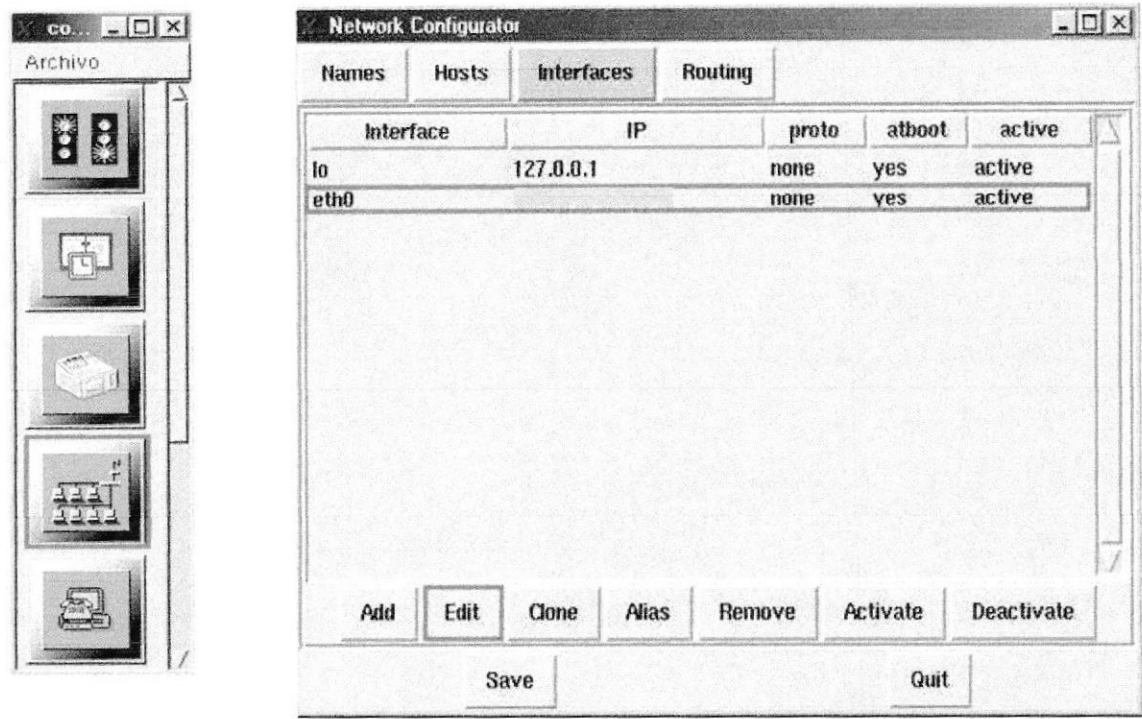 co...
Archivo
Network Configurator
Names Hosts Interfaces Routing
Interface IP proto atboot active
lo 127.0.0.1 none yes active
eth0 none yes active
Add Edit Clone Alias Remove Activate Deactivate
Save Quit